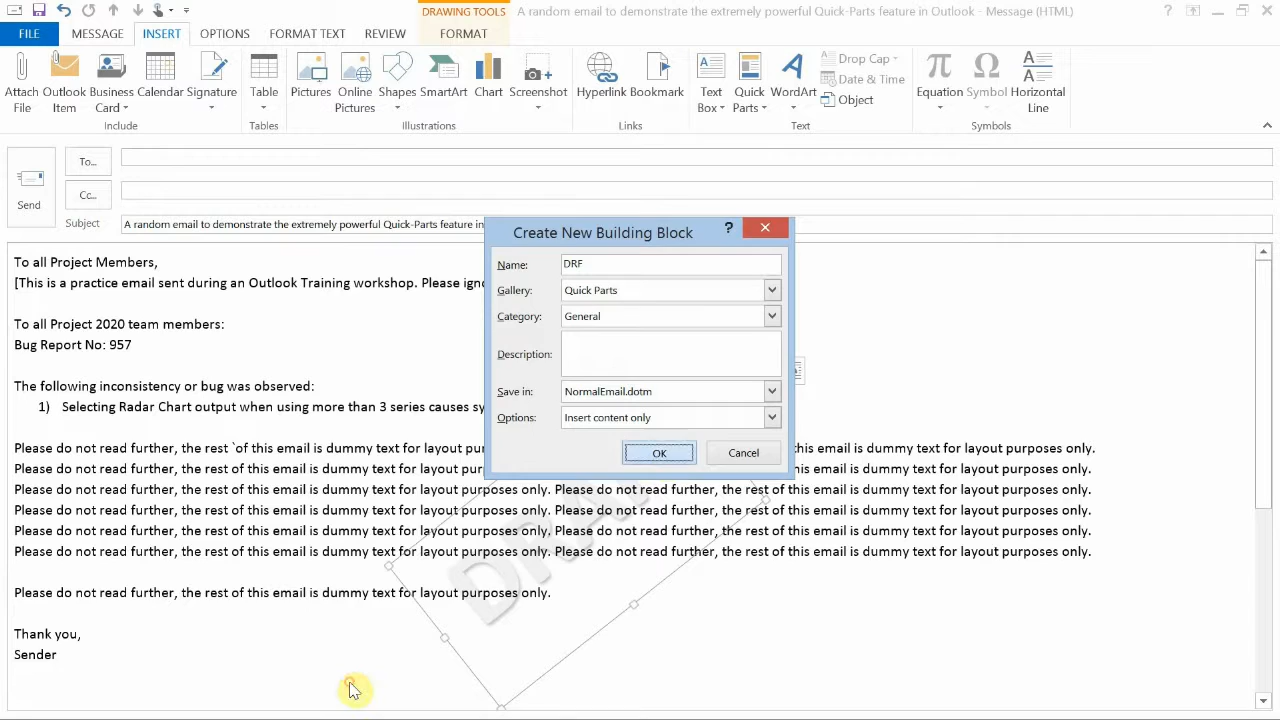 DRAWING TOOLS
A random email to demonstrate the extremely powerful Quick-Parts feature in Outlook - Message (HTML)
?
FILE MESSAGE INSERT OPTIONS FORMAT TEXT REVIEW FORMAT
Attach File
Outlook Item
Business Card
Calendar
Signature
Table
Pictures
Online Pictures
Shapes
SmartArt
Chart
Screenshot
Hyperlink
Bookmark
Text Box
Quick Parts
WordArt
Drop Cap
Date & Time
Object
Equation
Symbol
Horizontal Line
Include Tables Illustrations Links Text Symbols
Send
To...
Cc...
Subject A random email to demonstrate the extremely powerful Quick-Parts feature in
Create New Building Block ?
Name: DRF
Gallery: Quick Parts
Category: General
Description:
Save in: NormalEmail.dotm
Options: Insert content only
OK Cancel
To all Project Members,
[This is a practice email sent during an Outlook Training workshop. Please
To all Project 2020 team members:
Bug Report No: 957
The following inconsistency or bug was observed:
1) Selecting Radar Chart output when using more than 3 series causes
Please do not read further, the rest `of this email is dummy text for layout this email is dummy text for layout purposes only.
Please do not read further, the rest of this email is dummy text for layout of this email is dummy text for layout purposes only.
Please do not read further, the rest of this email is dummy text for layout purposes only. Please do not read further, the rest of this email is dummy text for layout purposes only.
Please do not read further, the rest of this email is dummy text for layout purposes only. Please do not read further, the rest of this email is dummy text for layout purposes only.
Please do not read further, the rest of this email is dummy text for layout purposes only. Please do not read further, the rest of this email is dummy text for layout purposes only.
Please do not read further, the rest of this email is dummy text for layout purposes only. Please do not read further, the rest of this email is dummy text for layout purposes only.
Please do not read further, the rest of this email is dummy text for layout purposes only.
Thank you,
Sender